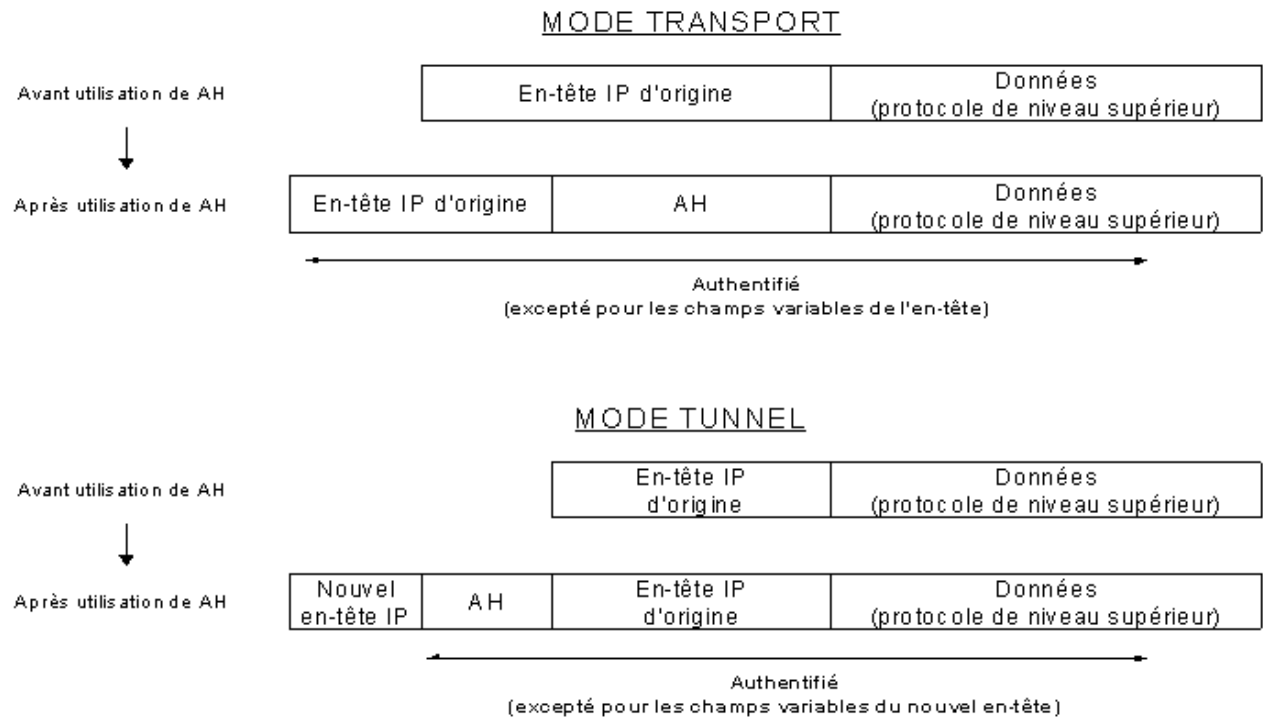 MODE TRANSPORT
Avant utilisation de AH
En-tête IP d'origine
Données
(protocole de niveau supérieur)
Après utilisation de AH
En-tête IP d'origine
AH
Données
(protocole de niveau supérieur)
Authentifié
(excepté pour les champs variables de l'en-tête)
MODE TUNNEL
Avant utilisation de AH
En-tête IP
d'origine
Données
(protocole de niveau supérieur)
Après utilisation de AH
Nouvel
en-tête IP
AH
En-tête IP
d'origine
Données
(protocole de niveau supérieur)
Authentifié
(excepté pour les champs variables du nouvel en-tête)